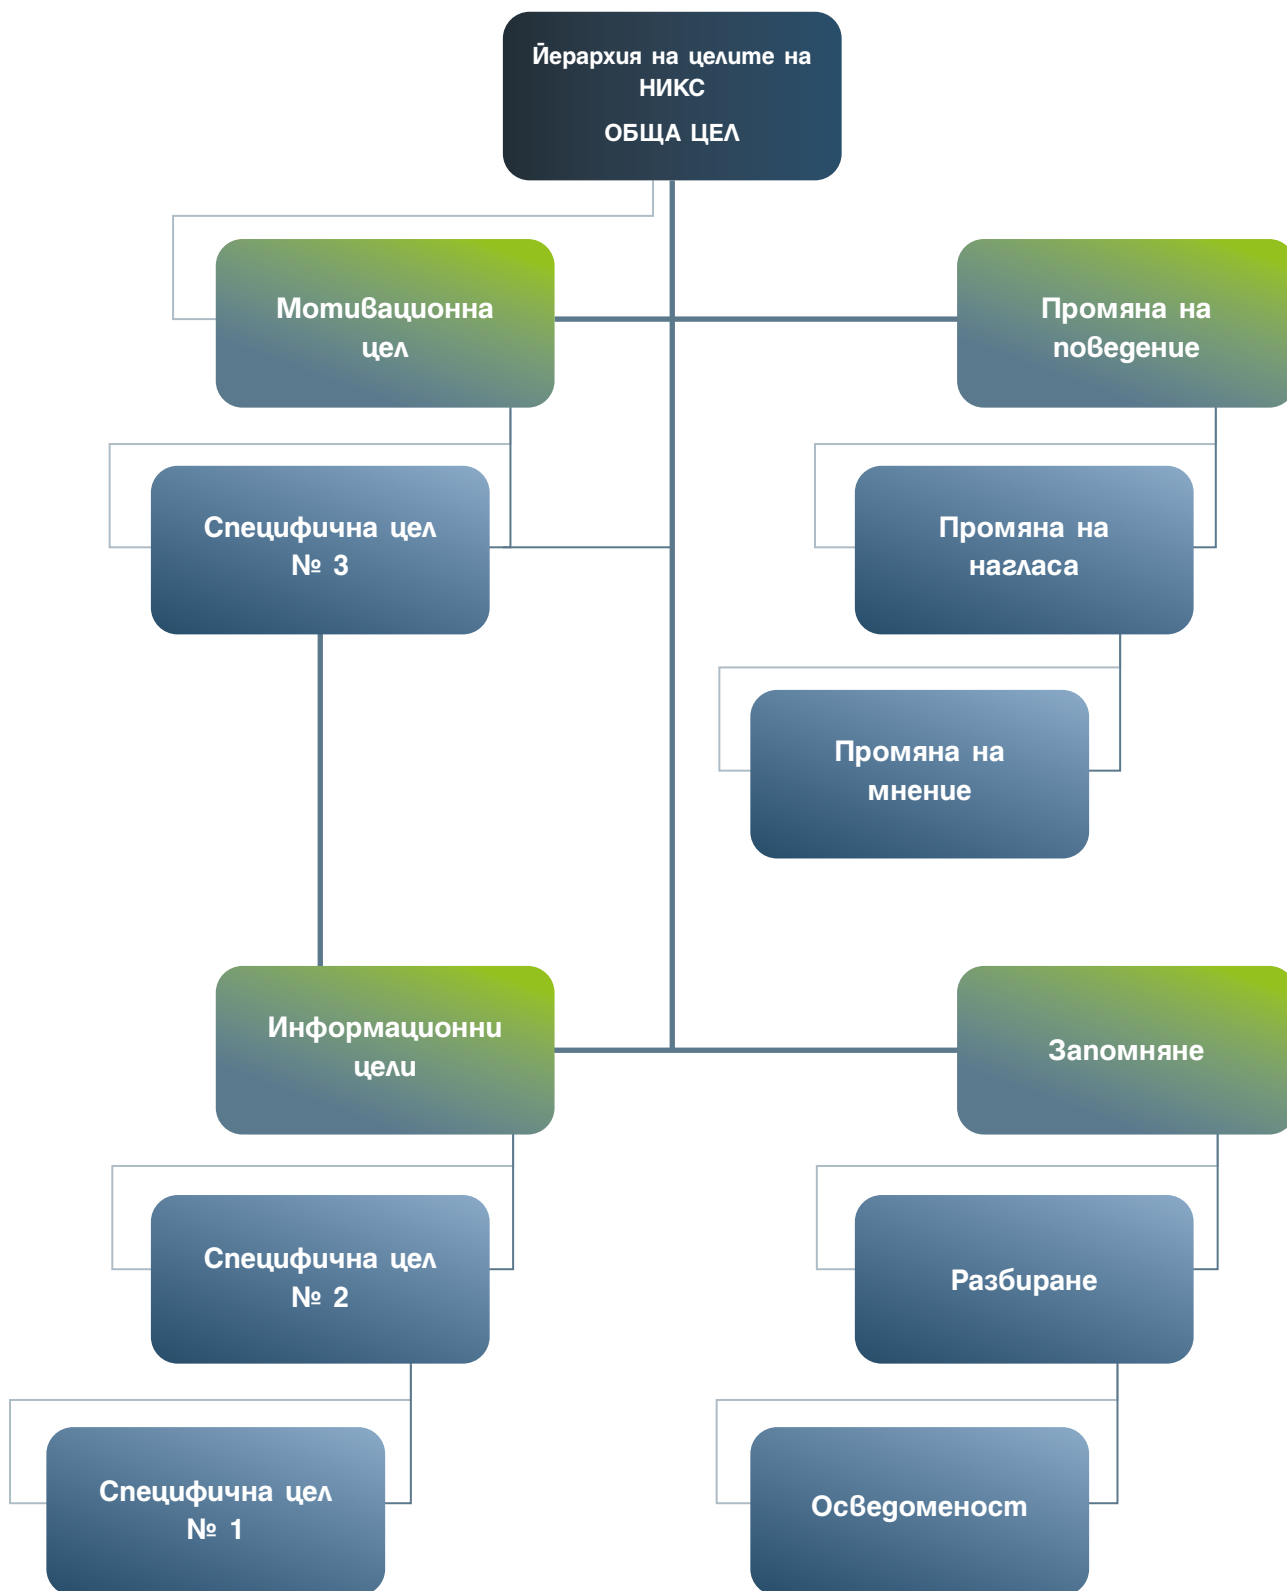 Йерархия на целите на
НИКС
ОБЩА ЦЕЛ
Мотивационна
цел
Промяна на
поведение
Специфична цел
№ 3
Промяна на
нагласа
Промяна на
мнение
Информационни
цели
Запомняне
Специфична цел
№ 2
Разбиране
Специфична цел
№ 1
Осведоменост